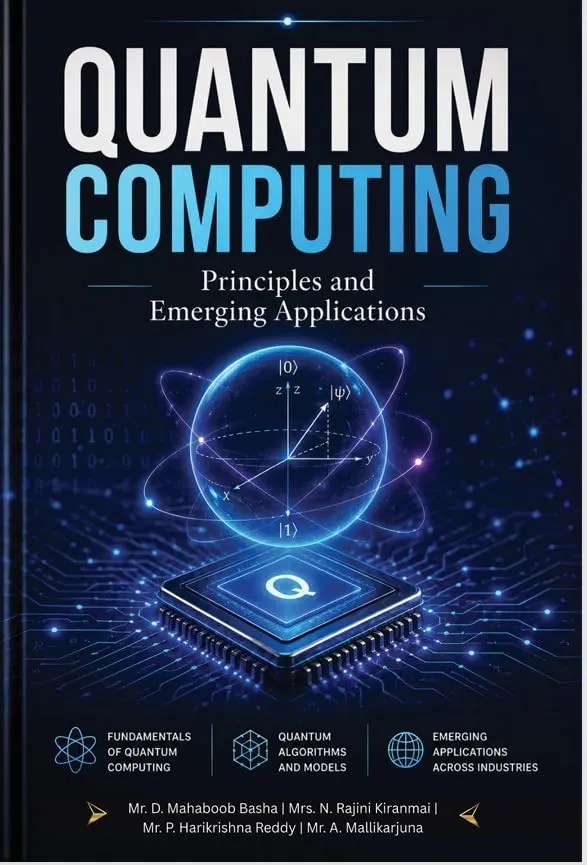 QUANTUM
COMPUTING
Principles and
Emerging Applications
|0⟩
z z
|ψ⟩
y
x
|1⟩
Q
FUNDAMENTALS
OF QUANTUM
COMPUTING
QUANTUM
ALGORITHMS
AND MODELS
EMERGING
APPLICATIONS
ACROSS INDUSTRIES
Mr. D. Mahaboob Basha | Mrs. N. Rajini Kiranmai |
Mr. P. Harikrishna Reddy | Mr. A. Mallikarjuna